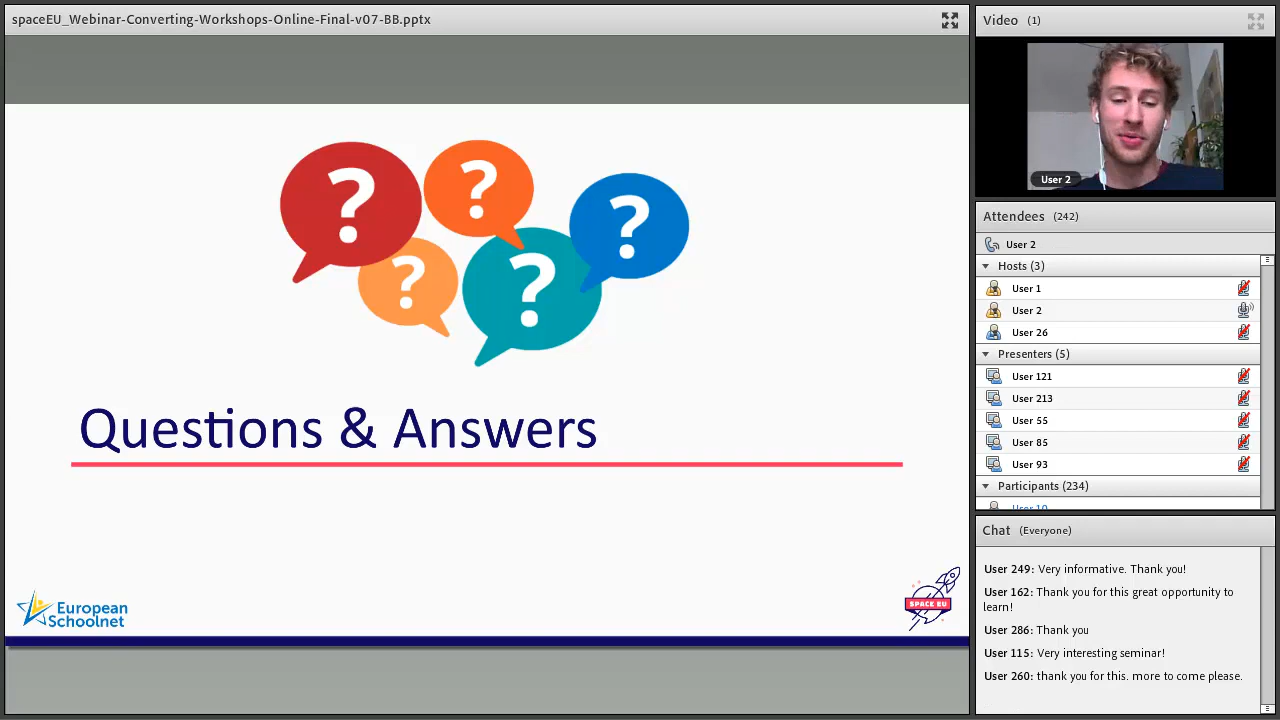 spaceEU_Webinar-Converting-Workshops-Online-Final-v07-BB.pptx
? ? ? ? ?
Questions & Answers
European
Schoolnet
SPACE EU
Video (1)
User 2
Attendees (242)
User 2
Hosts (3)
User 1
User 2
User 26
Presenters (5)
User 121
User 213
User 55
User 85
User 93
Participants (234)
User 10
Chat (Everyone)
User 249: Very informative. Thank you!
User 162: Thank you for this great opportunity to
learn!
User 286: Thank you
User 115: Very interesting seminar!
User 260: thank you for this. more to come please.